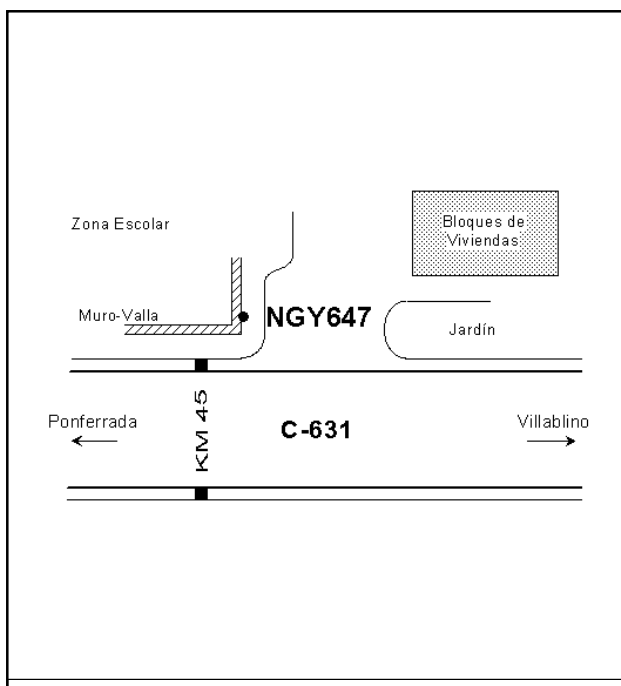 Zona Escolar
Bloques de
Viviendas
Muro-Valla
NGY647
Jardín
Ponferrada
KM 45
C-631
Villablino